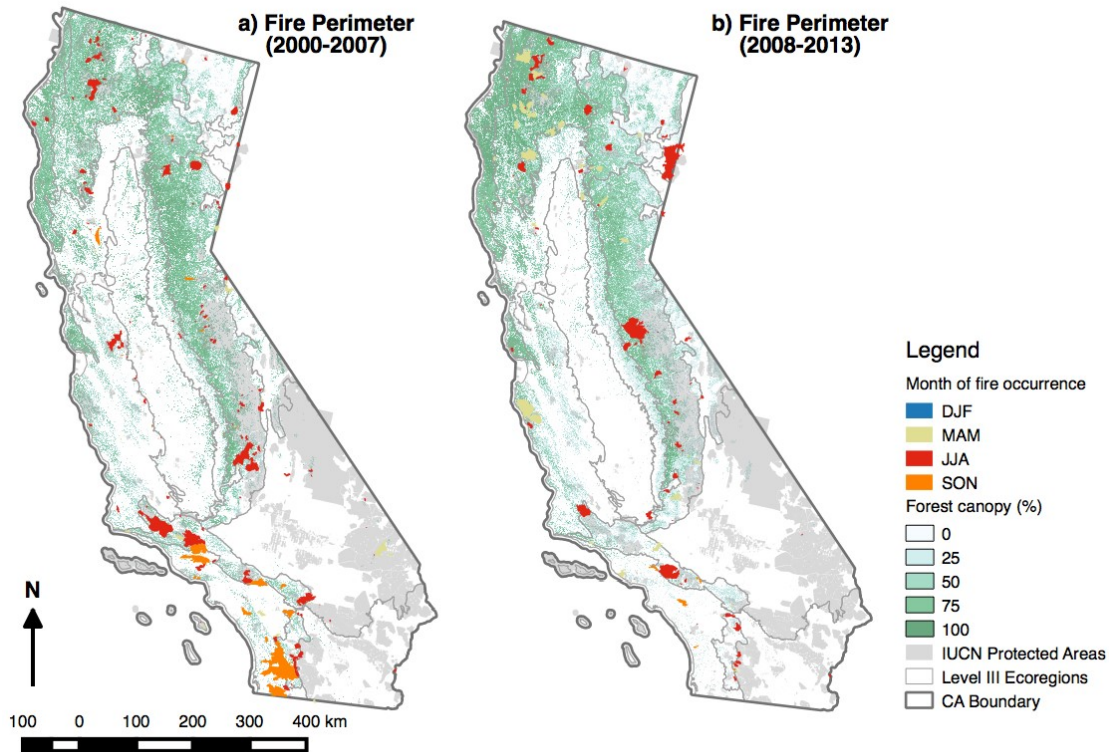 a) Fire Perimeter
(2000-2007)
b) Fire Perimeter
(2008-2013)
Legend
Month of fire occurrence
DJF
MAM
JJA
SON
Forest canopy (%)
0
25
50
75
100
IUCN Protected Areas
Level III Ecoregions
CA Boundary
N
100 0 100 200 300 400 km